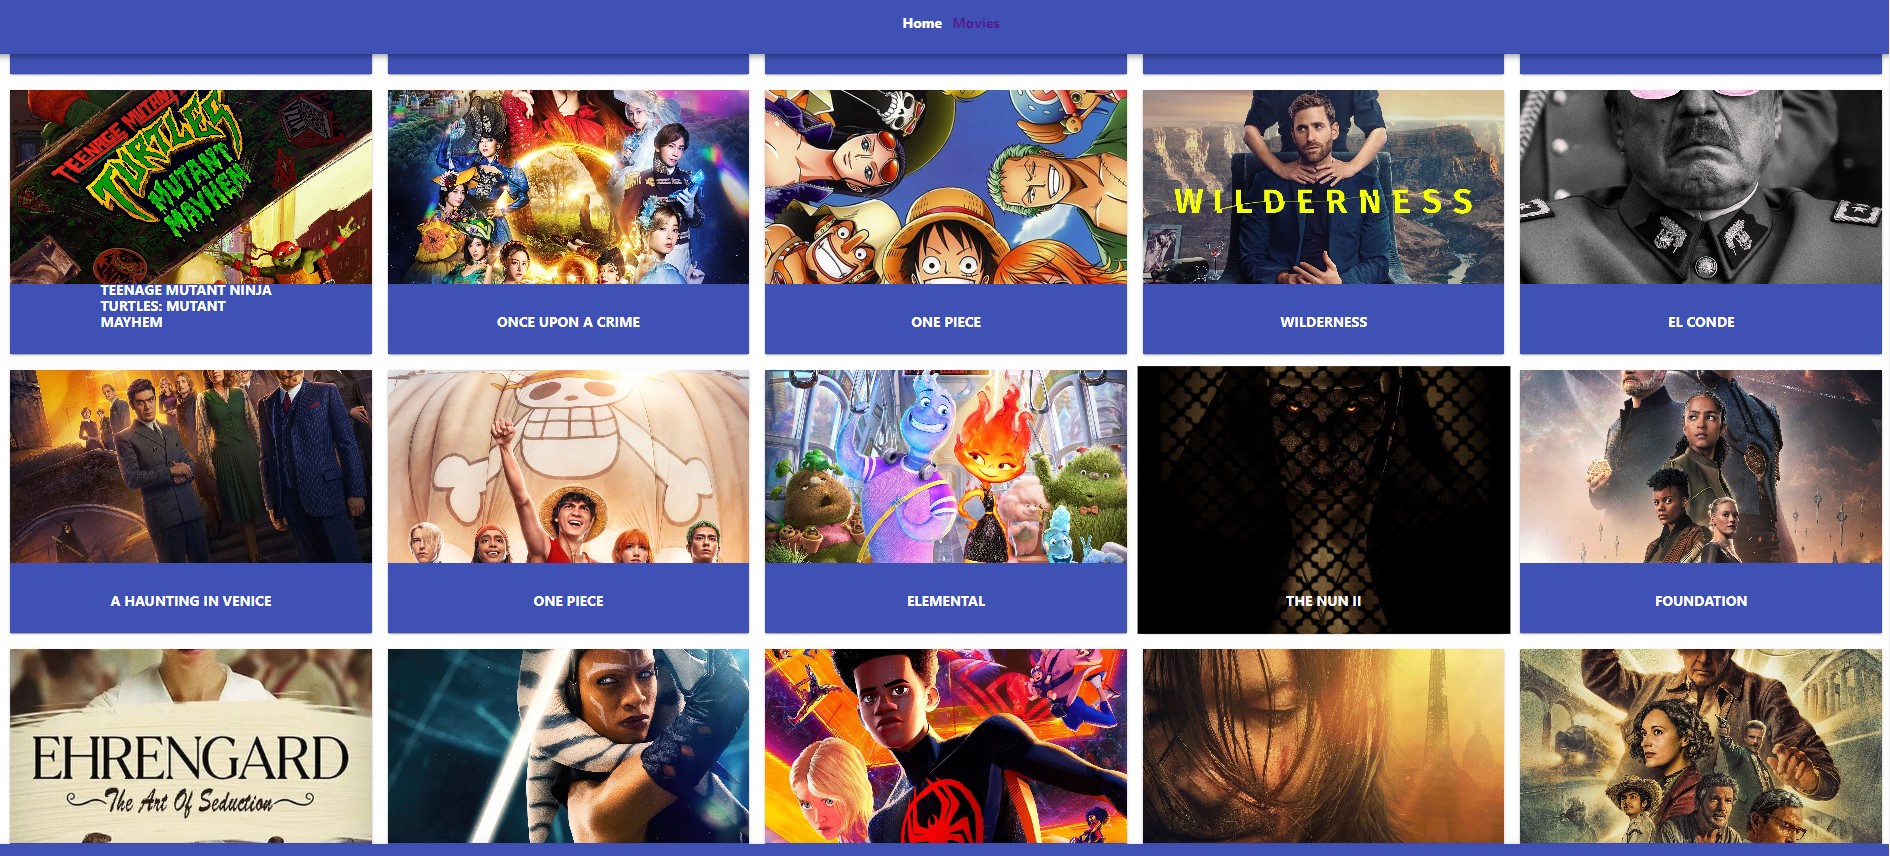 Home Movies
TEENAGE MUTANT NINJA
TURTLES
MUTANT
MAYHEM
WILDERNESS
TEENAGE MUTANT NINJA
TURTLES: MUTANT
MAYHEM
ONCE UPON A CRIME
ONE PIECE
WILDERNESS
EL CONDE
A HAUNTING IN VENICE
ONE PIECE
ELEMENTAL
THE NUN II
FOUNDATION
EHRENGARD
The Art Of Seduction